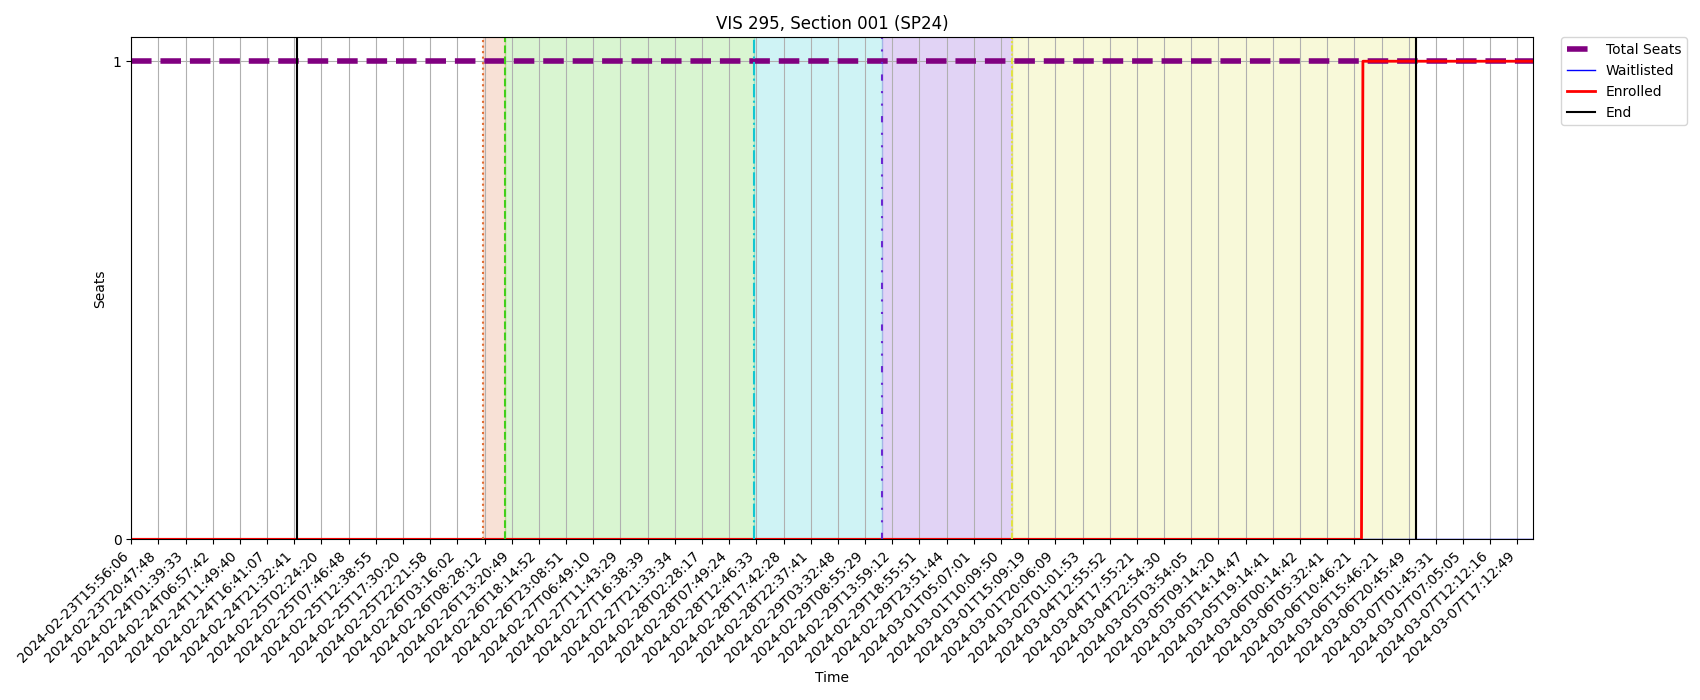 VIS 295, Section 001 (SP24)
Total Seats
Waitlisted
Enrolled
End
Seats
1
0
2024-02-23T15:56:06
2024-02-23T20:47:48
2024-02-24T01:39:33
2024-02-24T06:57:42
2024-02-24T11:49:40
2024-02-24T16:41:07
2024-02-24T21:32:41
2024-02-25T02:24:20
2024-02-25T07:46:48
2024-02-25T12:38:55
2024-02-25T17:30:20
2024-02-25T22:21:58
2024-02-26T03:16:02
2024-02-26T08:28:12
2024-02-26T13:20:49
2024-02-26T18:14:52
2024-02-26T23:08:51
2024-02-27T06:49:10
2024-02-27T11:43:29
2024-02-27T16:38:39
2024-02-27T21:33:34
2024-02-28T02:28:17
2024-02-28T07:49:24
2024-02-28T12:46:33
2024-02-28T17:42:28
2024-02-28T22:37:41
2024-02-29T03:32:48
2024-02-29T08:55:29
2024-02-29T13:59:12
2024-02-29T18:55:51
2024-02-29T23:51:44
2024-03-01T05:07:01
2024-03-01T10:09:50
2024-03-01T15:09:19
2024-03-01T20:06:09
2024-03-02T01:01:53
2024-03-04T12:55:52
2024-03-04T17:55:21
2024-03-04T22:54:30
2024-03-05T03:54:05
2024-03-05T09:14:20
2024-03-05T14:14:47
2024-03-05T19:14:41
2024-03-06T00:14:42
2024-03-06T05:32:41
2024-03-06T10:46:21
2024-03-06T15:46:21
2024-03-06T20:45:49
2024-03-07T01:45:31
2024-03-07T07:05:05
2024-03-07T12:12:16
2024-03-07T17:12:49
Time